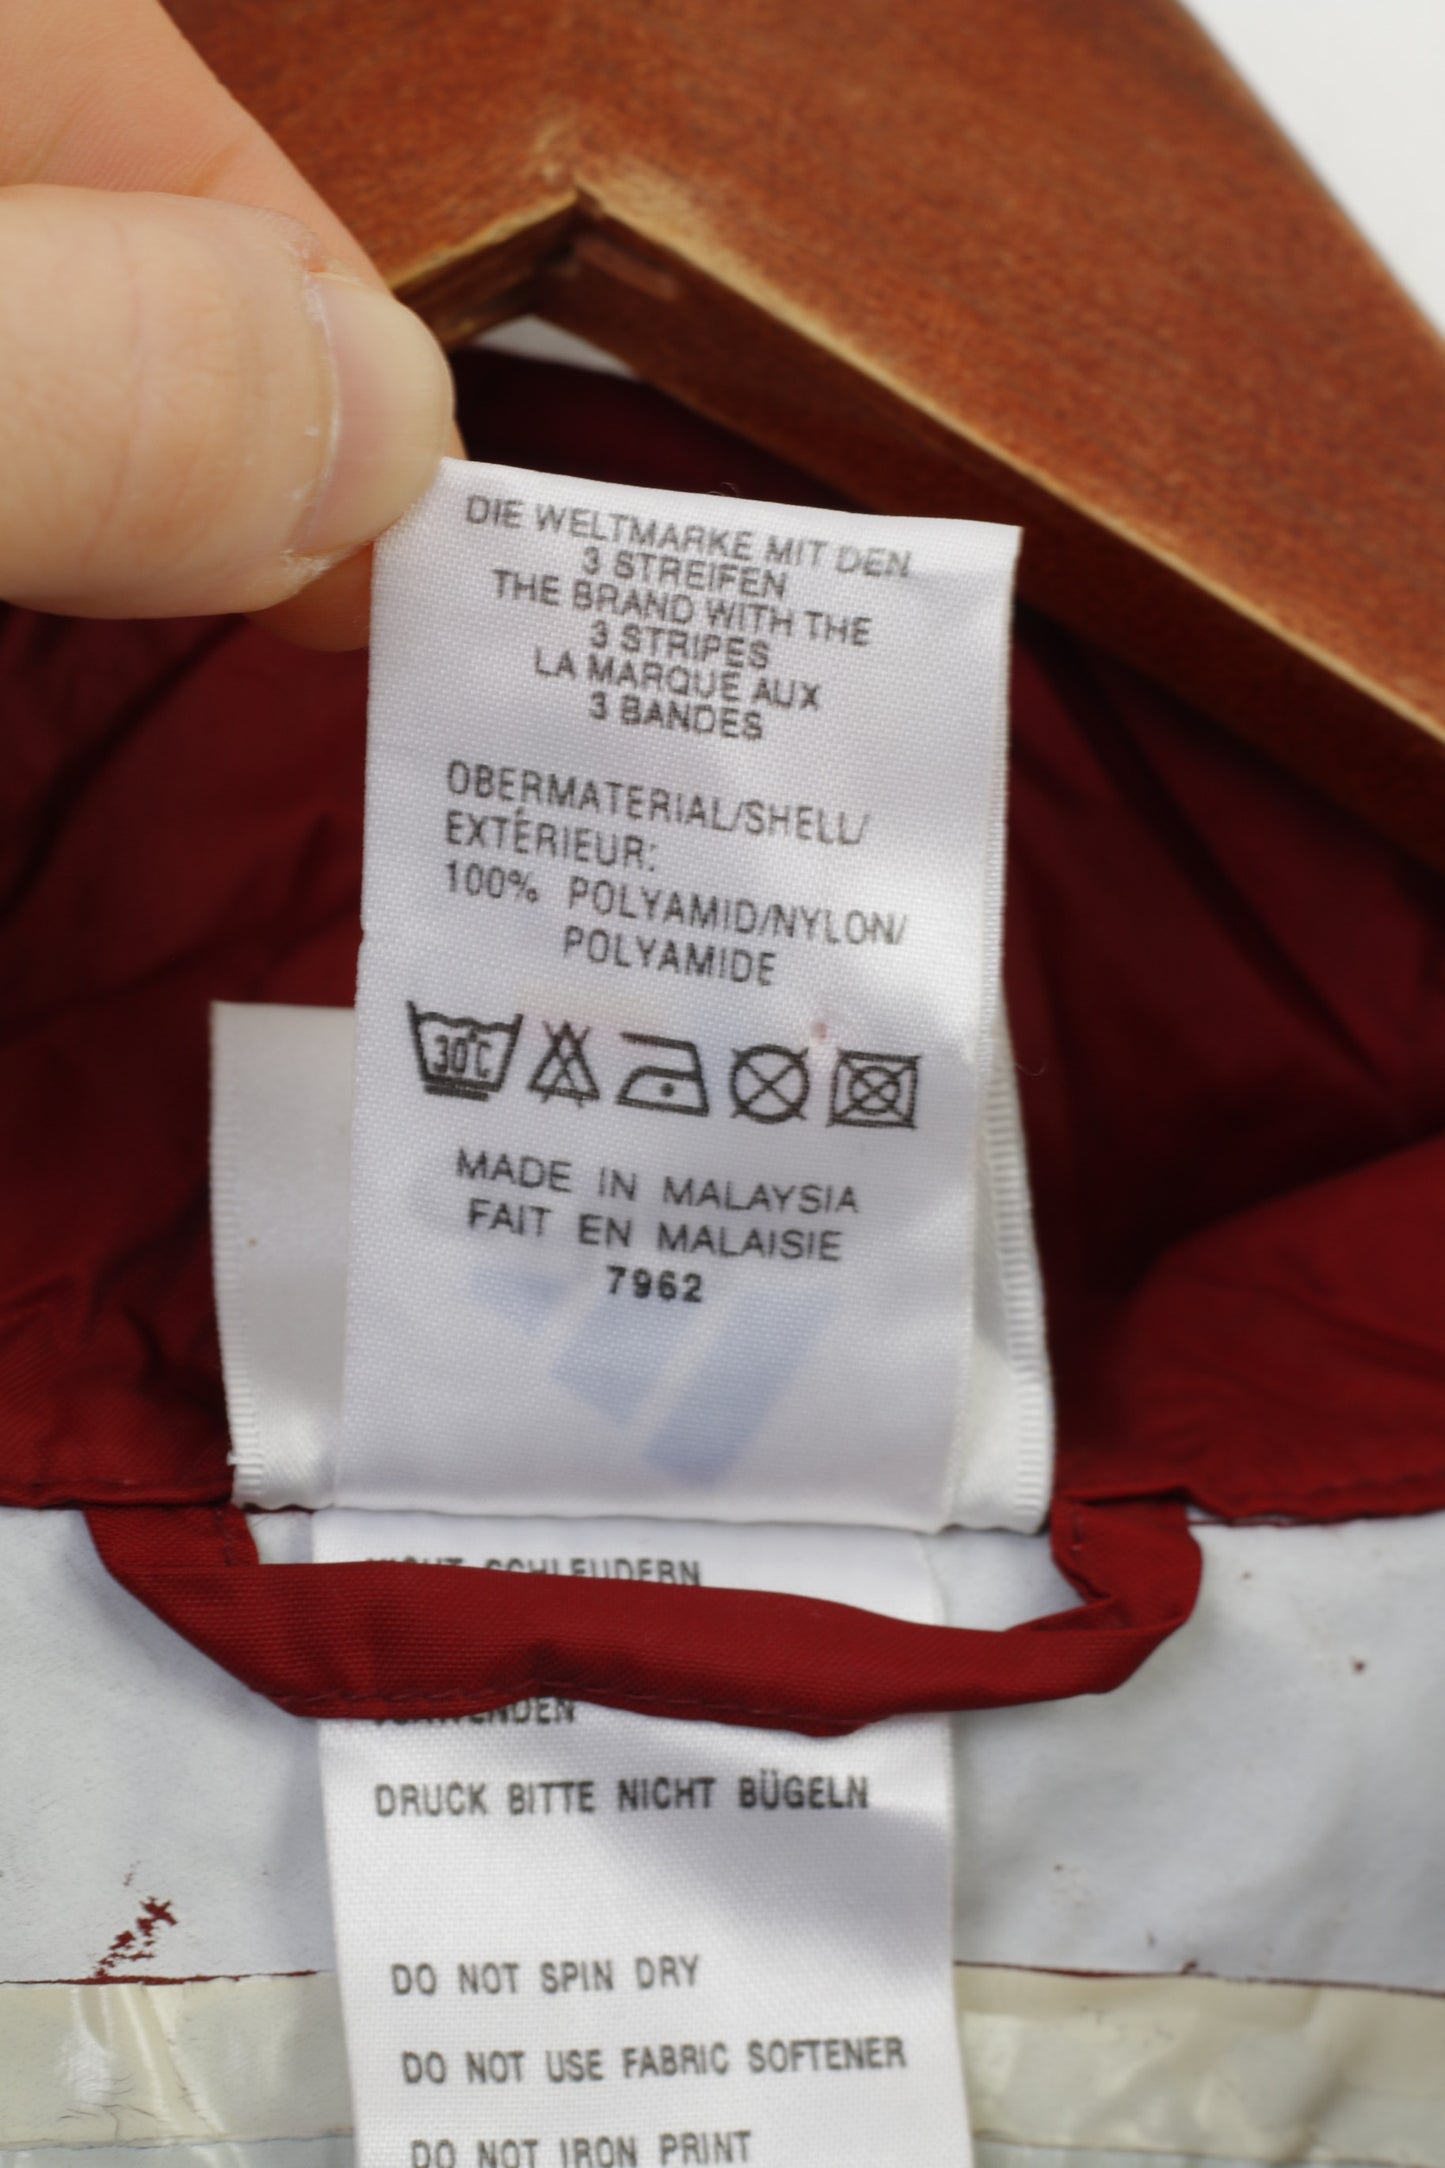 DIE WELTMARKE MIT DEN
3 STREIFEN
THE BRAND WITH THE
3 STRIPES
LA MARQUE AUX
3 BANDES
OBERMATERIAL/SHELL/
EXTÉRIEUR:
100% POLYAMID/NYLON/
POLYAMIDE
30°C
MADE IN MALAYSIA
FAIT EN MALAISIE
7962
SCHLEUDERN
DRUCK BITTE NICHT BÜGELN
DO NOT SPIN DRY
DO NOT USE FABRIC SOFTENER
DO NOT IRON PRINT